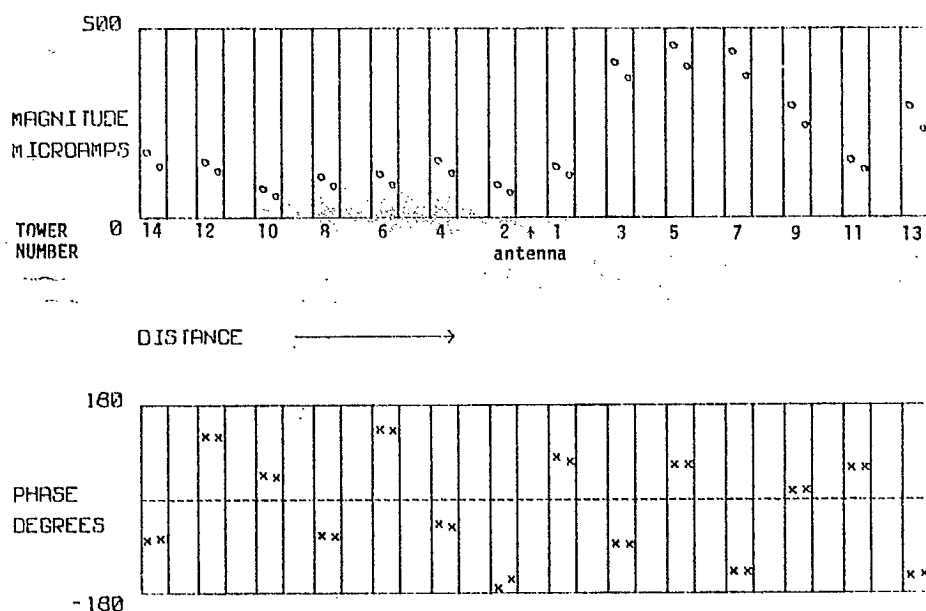 500
MAGNITUDE
MICROAMPS
0
TOWER
NUMBER
14 12 10 8 6 4 2 ↑ 1 3 5 7 9 11 13
antenna
DISTANCE
180
PHASE
DEGREES
-180